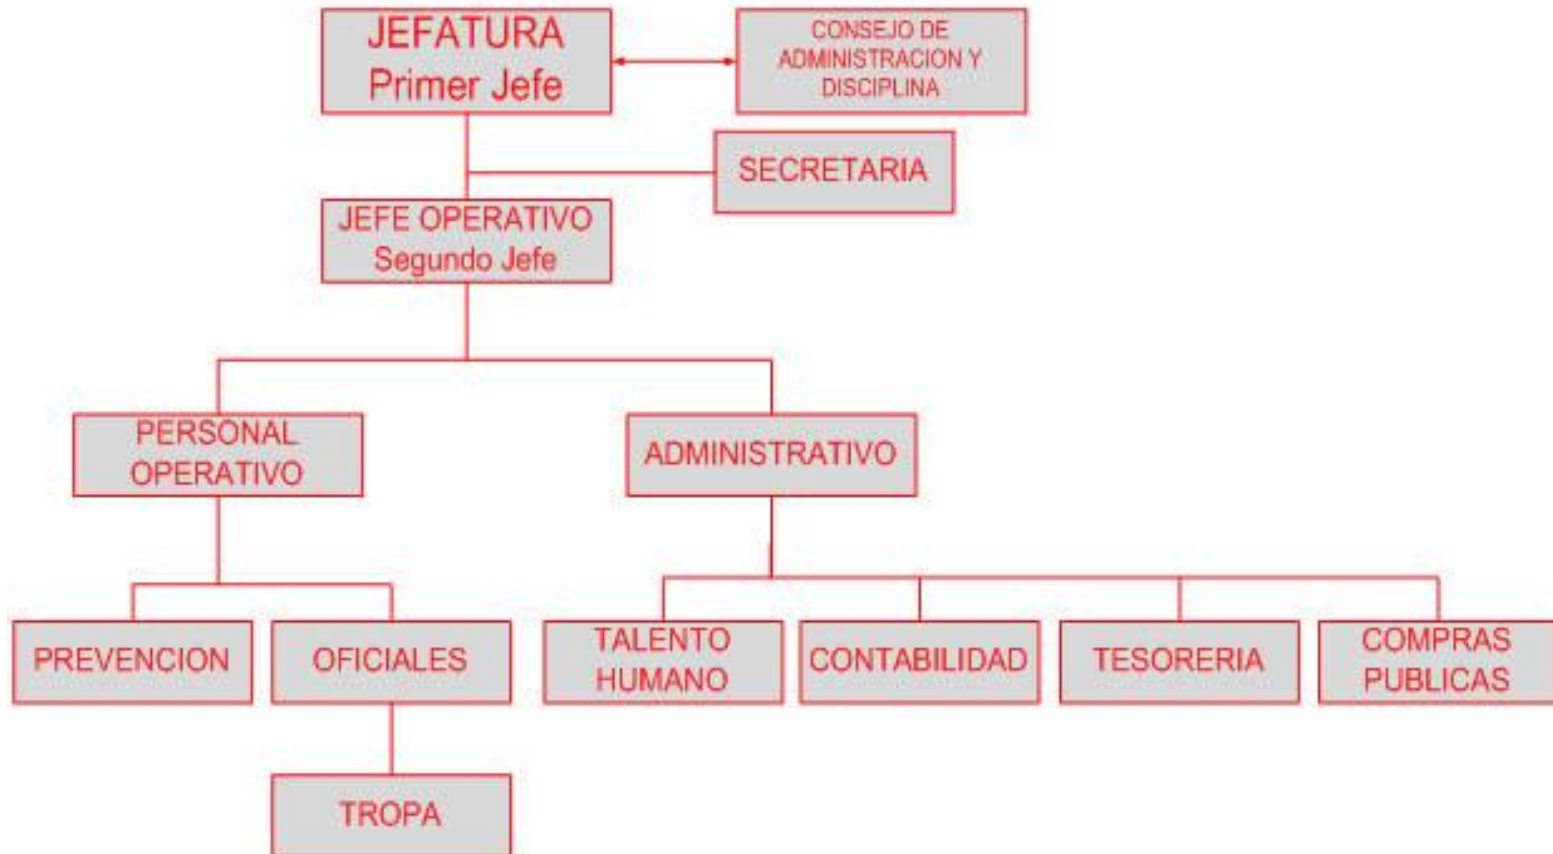 JEFATURA
Primer Jefe
CONSEJO DE
ADMINISTRACION Y
DISCIPLINA
SECRETARIA
JEFE OPERATIVO
Segundo Jefe
PERSONAL
OPERATIVO
ADMINISTRATIVO
PREVENCION
OFICIALES
TALENTO
HUMANO
CONTABILIDAD
TESORERIA
COMPRAS
PUBLICAS
TROPA